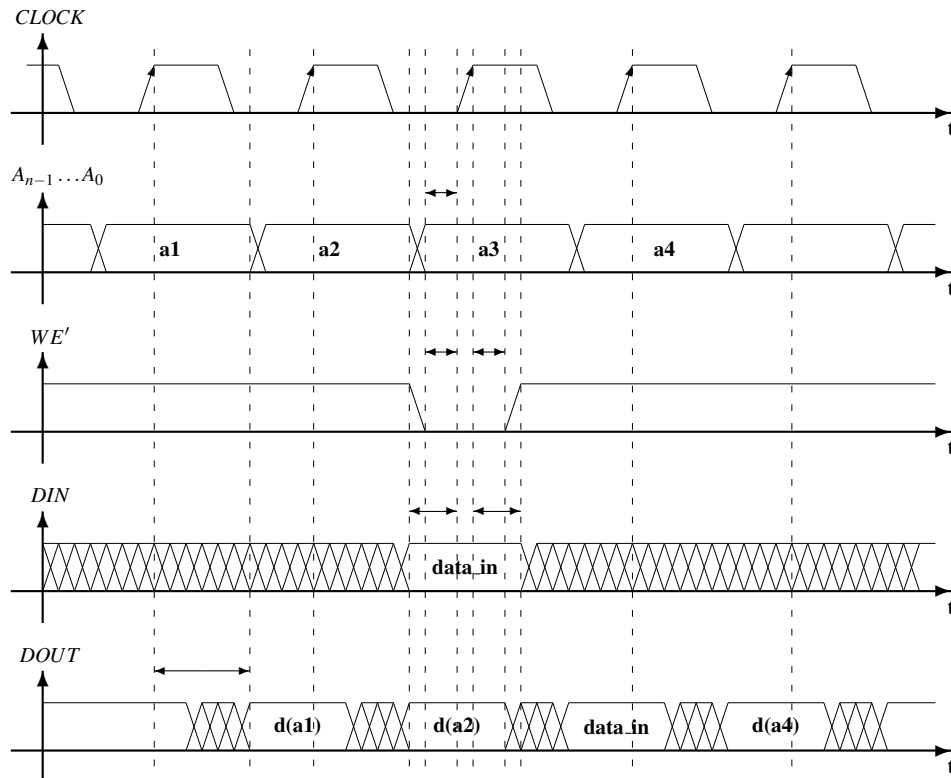 CLOCK
t
A_{n−1} … A_0
a1 a2 a3 a4
t
WE′
t
DIN
data_in
t
DOUT
d(a1) d(a2) data_in d(a4)
t